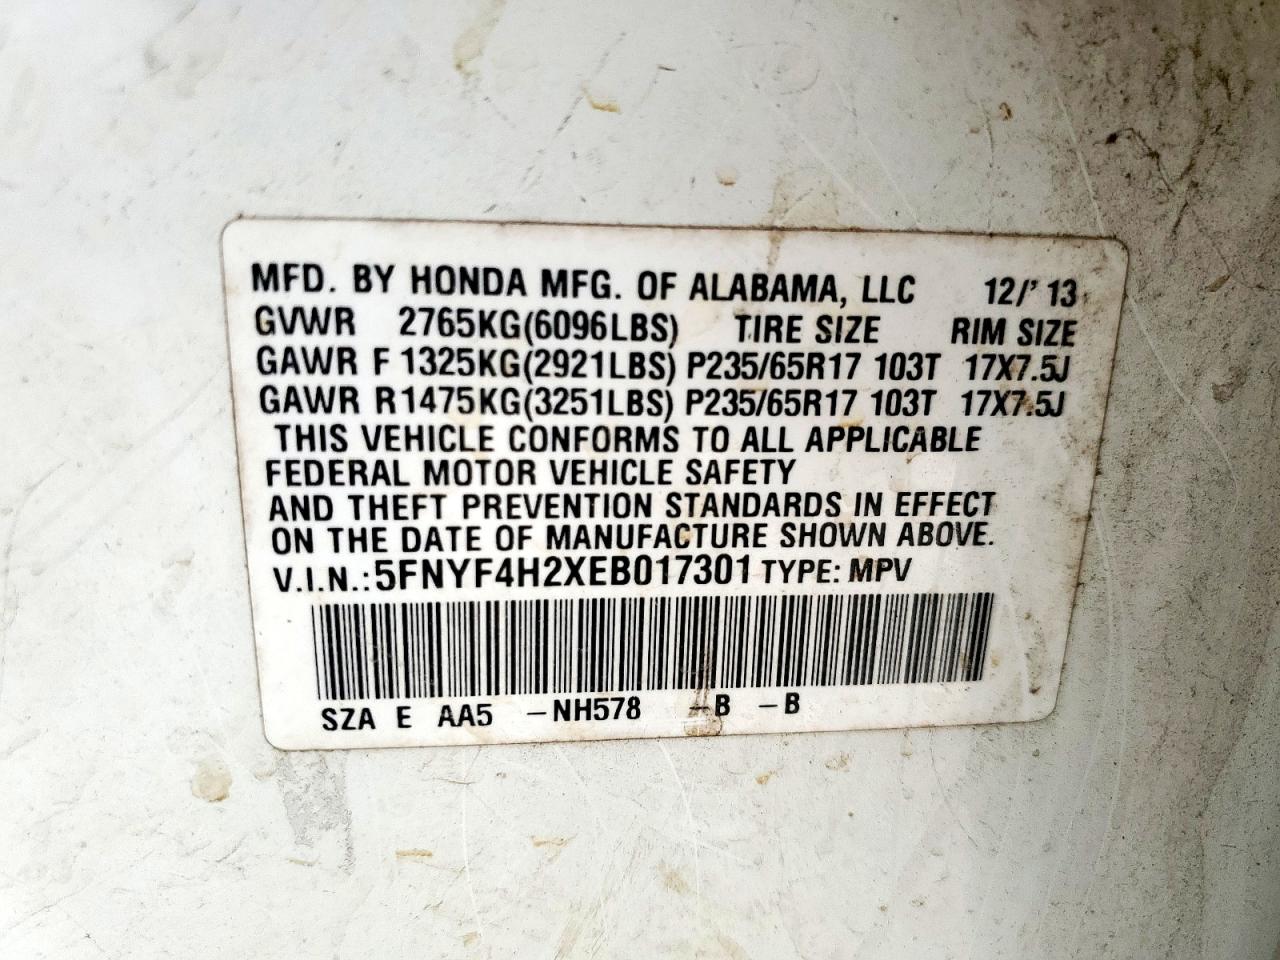 MFD. BY HONDA MFG. OF ALABAMA, LLC 12/'13
GVWR 2765KG(6096LBS) TIRE SIZE RIM SIZE
GAWR F 1325KG(2921LBS) P235/65R17 103T 17X7.5J
GAWR R1475KG(3251LBS) P235/65R17 103T 17X7.5J
THIS VEHICLE CONFORMS TO ALL APPLICABLE
FEDERAL MOTOR VEHICLE SAFETY
AND THEFT PREVENTION STANDARDS IN EFFECT
ON THE DATE OF MANUFACTURE SHOWN ABOVE.
V.I.N.:5FNYF4H2XEB017301 TYPE: MPV
SZA E AA5 -NH578 -B -B